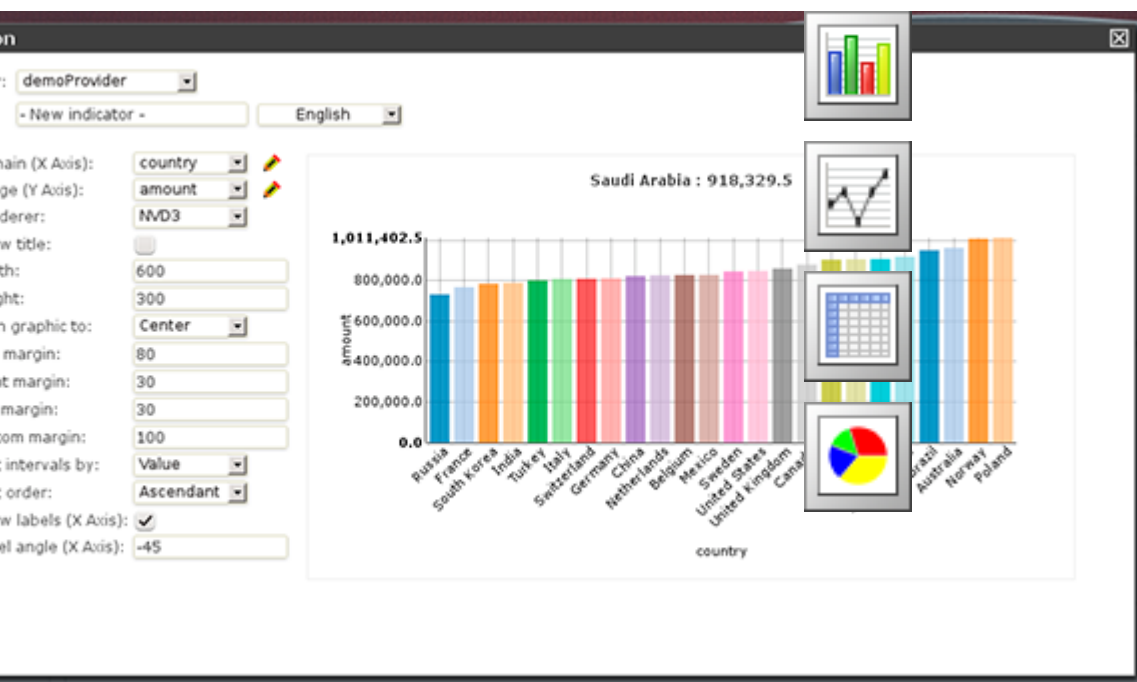 on
: demoProvider
- New indicator - English
main (X Axis): country
ge (Y Axis): amount
derer: NVD3
w title:
th: 600
ght: 300
n graphic to: Center
margin: 80
t margin: 30
margin: 30
tom margin: 100
t intervals by: Value
t order: Ascendant
w labels (X Axis):
el angle (X Axis): -45
Saudi Arabia : 918,329.5
1,011,402.5
800,000.0
600,000.0
400,000.0
200,000.0
0.0
amount
Russia
France
South Korea
India
Turkey
Italy
Switzerland
Germany
China
Netherlands
Belgium
Mexico
Sweden
United States
United Kingdom
Canad
razil
Australia
Norway
Poland
country